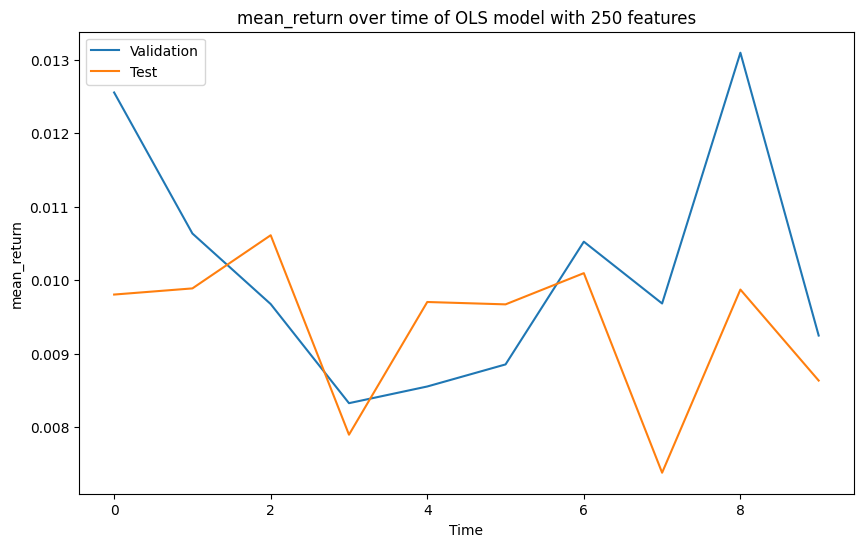 mean_return over time of OLS model with 250 features
Validation
Test
0.013
0.012
0.011
0.010
0.009
0.008
mean_return
0 2 4 6 8
Time